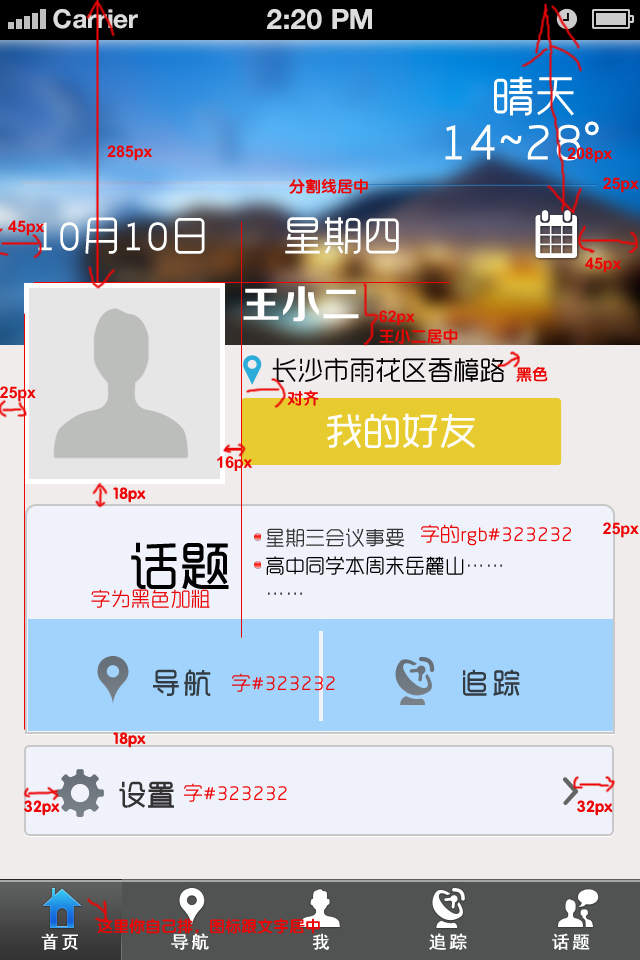 Carrier 2:20 PM
晴天
14~28°
285px
208px
分割线居中
25px
45px
10月10日 星期四
45px
王小二
62px
王小二居中
长沙市雨花区香樟路
黑色
25px
对齐
我的好友
16px
18px
话题
星期三会议事要
字的rgb#323232
25px
高中同学本周末岳麓山……
……
字为黑色加粗
导航 字#323232
追踪
18px
设置 字#323232
32px
32px
这里你自己排，图标跟文字居中
首页 导航 我 追踪 话题